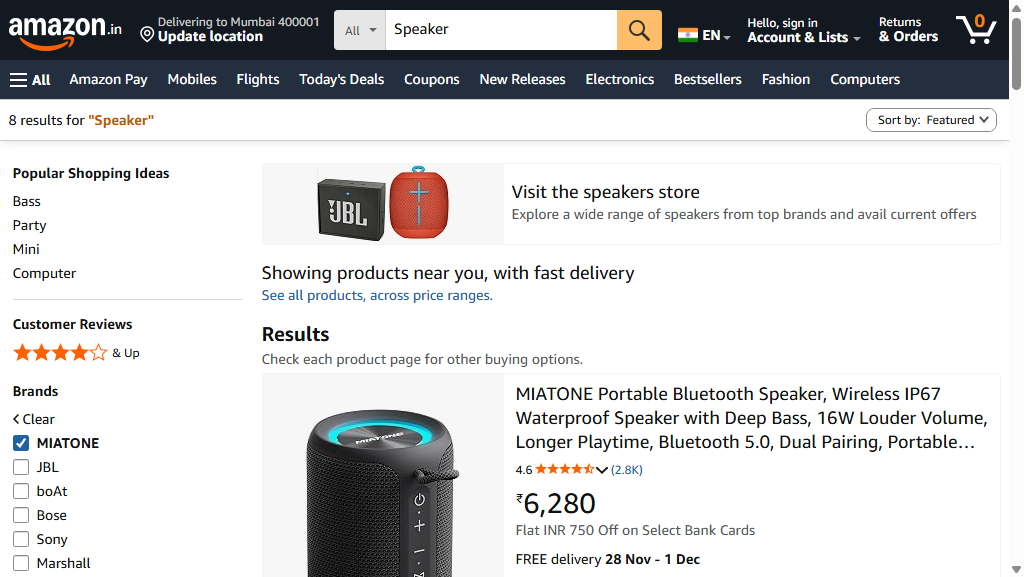 amazon.in
Delivering to Mumbai 400001
Update location
All
Speaker
EN
Hello, sign in
Account & Lists
Returns
& Orders
0
All
Amazon Pay
Mobiles
Flights
Today's Deals
Coupons
New Releases
Electronics
Bestsellers
Fashion
Computers
8 results for "Speaker"
Sort by: Featured
Popular Shopping Ideas
Bass
Party
Mini
Computer
Customer Reviews
& Up
Brands
Clear
MIATONE
JBL
boAt
Bose
Sony
Marshall
JBL
Visit the speakers store
Explore a wide range of speakers from top brands and avail current offers
Showing products near you, with fast delivery
See all products, across price ranges.
Results
Check each product page for other buying options.
MIATONE
MIATONE Portable Bluetooth Speaker, Wireless IP67
Waterproof Speaker with Deep Bass, 16W Louder Volume,
Longer Playtime, Bluetooth 5.0, Dual Pairing, Portable…
4.6 (2.8K)
₹6,280
Flat INR 750 Off on Select Bank Cards
FREE delivery 28 Nov - 1 Dec